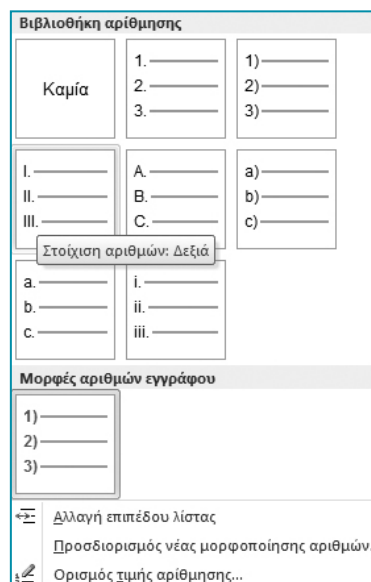 Βιβλιοθήκη αρίθμησης
Καμία
1.
2.
3.
1)
2)
3)
I.
II.
III.
A.
B.
C.
a)
b)
c)
Στοίχιση αριθμών: Δεξιά
a.
b.
c.
i.
ii.
iii.
Μορφές αριθμών εγγράφου
1)
2)
3)
Αλλαγή επιπέδου λίστας
Προσδιορισμός νέας μορφοποίησης αριθμών.
Ορισμός τιμής αρίθμησης...